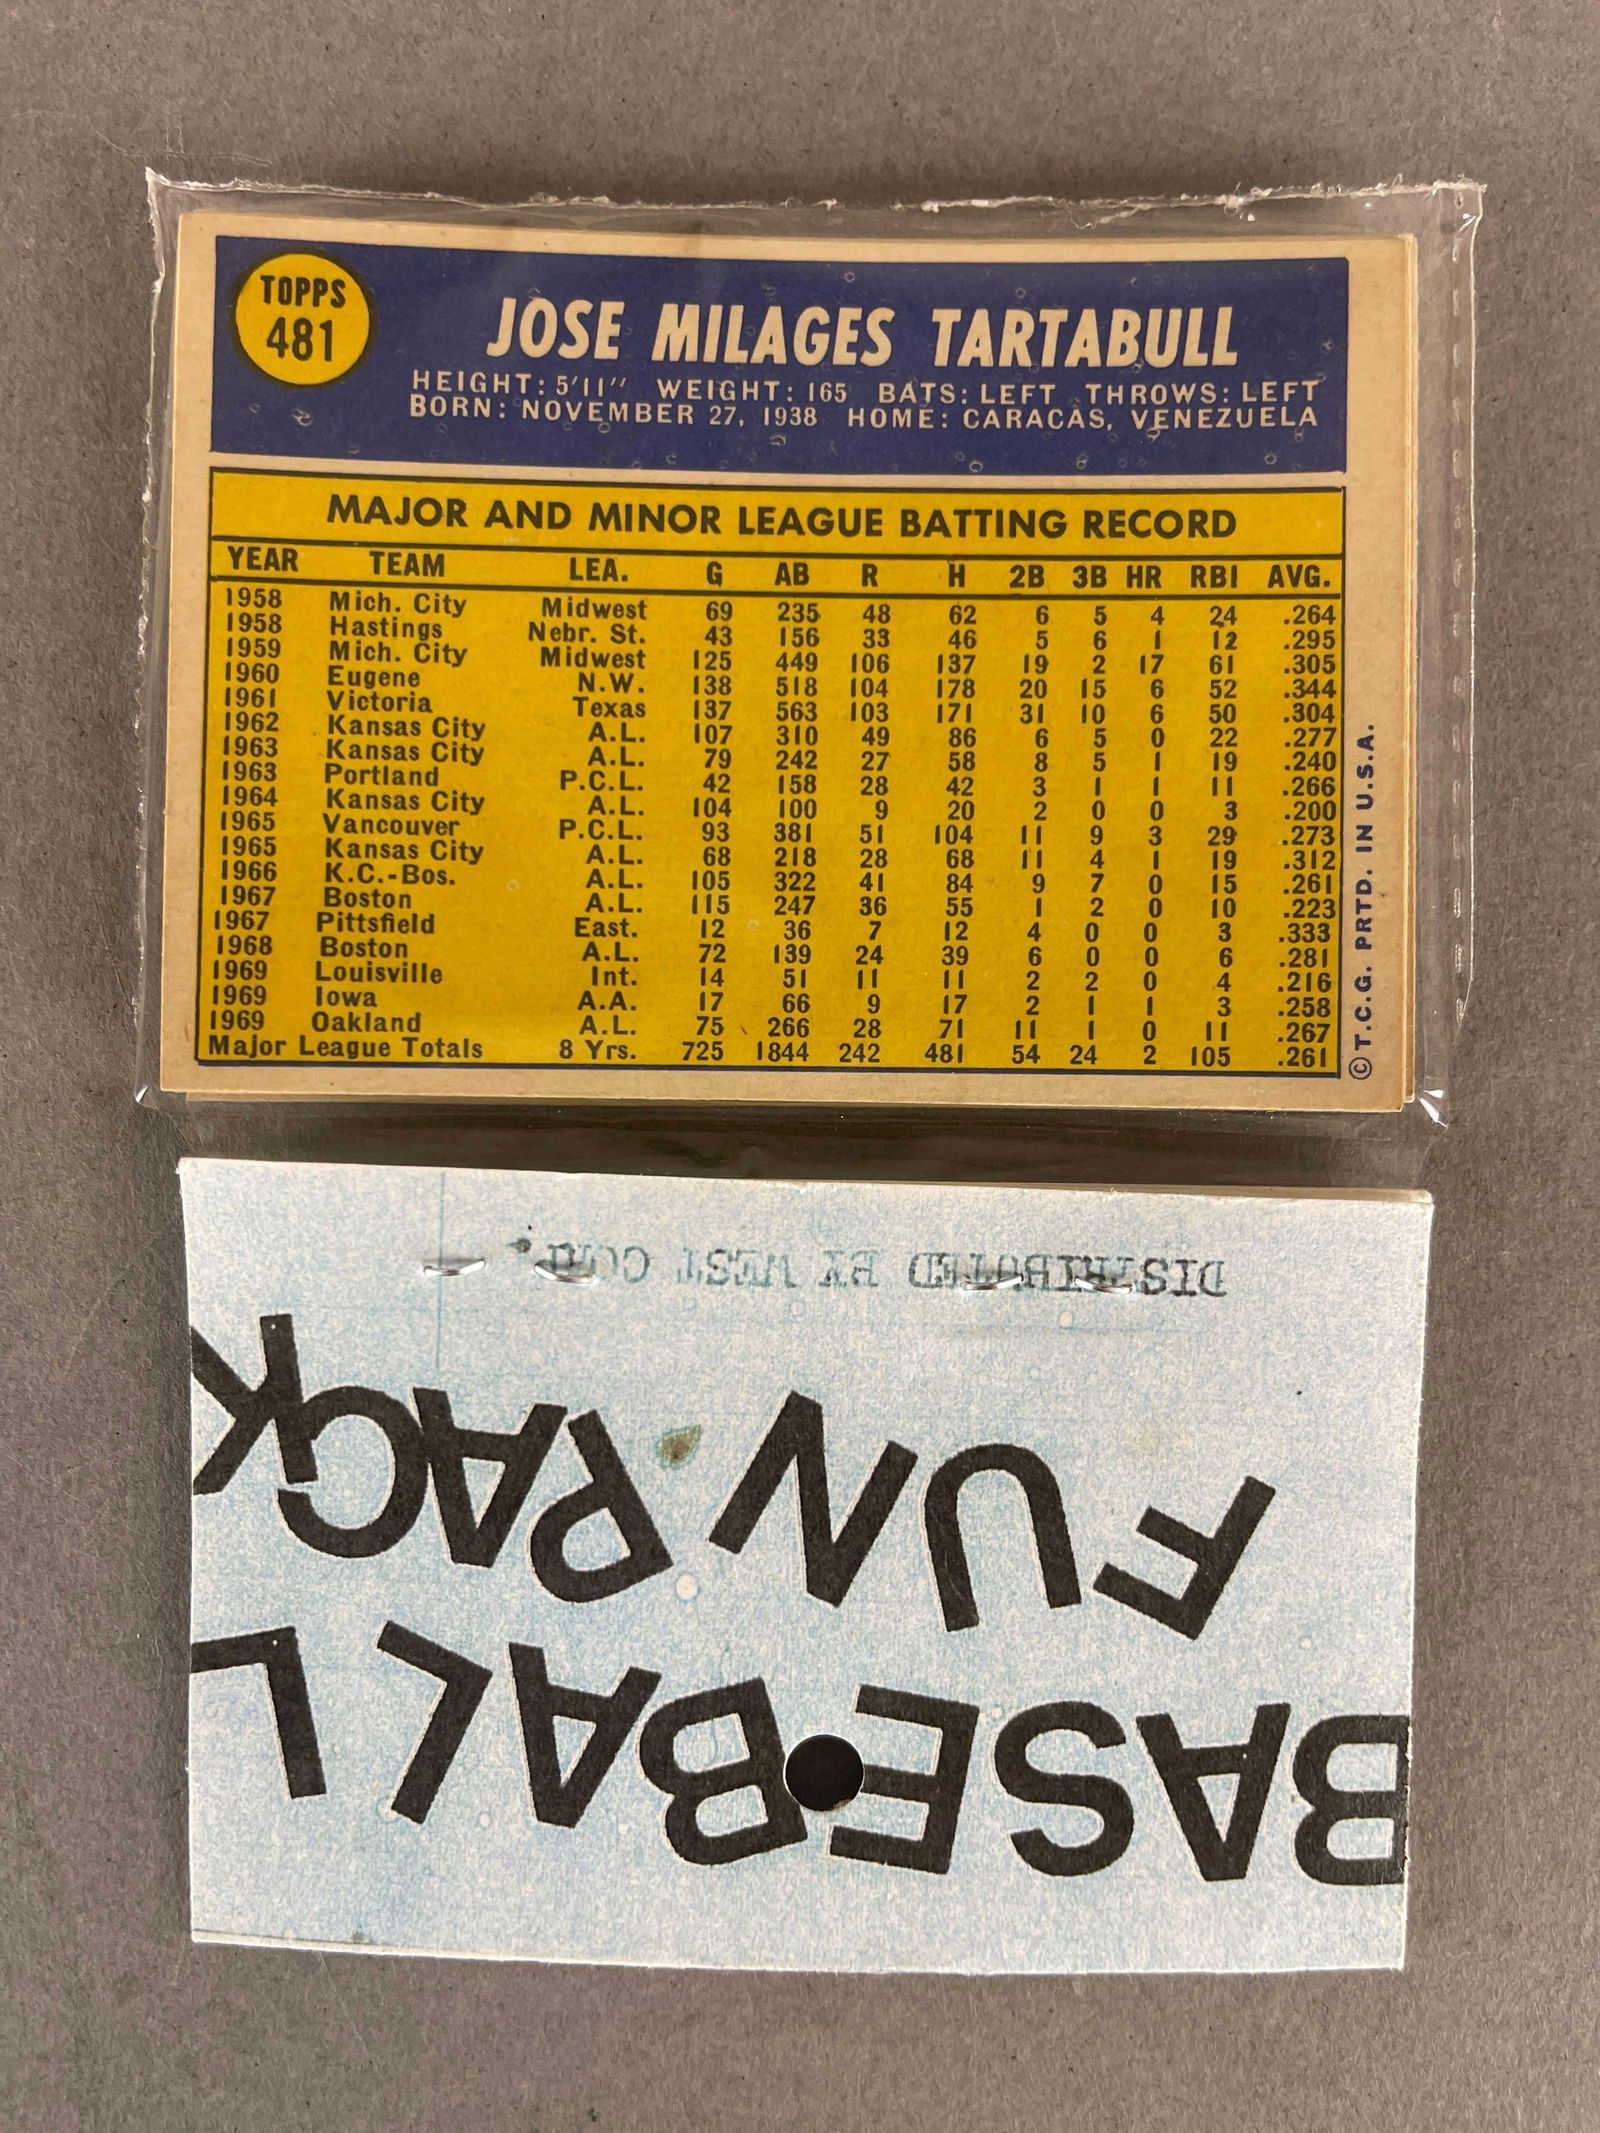 TOPPS
481
JOSE MILAGES TARTABULL
HEIGHT: 5'11" WEIGHT: 165 BATS: LEFT THROWS: LEFT
BORN: NOVEMBER 27, 1938 HOME: CARACAS, VENEZUELA
MAJOR AND MINOR LEAGUE BATTING RECORD
YEAR TEAM LEA. G AB R H 2B 3B HR RBI AVG.
1958 Mich. City Midwest 69 235 48 62 6 5 4 24 .264
1958 Hastings Nebr. St. 43 156 33 46 5 6 1 12 .295
1959 Mich. City Midwest 125 449 106 137 19 2 17 61 .305
1960 Eugene N.W. 138 518 104 178 20 15 6 52 .344
1961 Victoria Texas 137 563 103 171 31 10 6 50 .304
1962 Kansas City A.L. 107 310 49 86 6 5 0 22 .277
1963 Kansas City A.L. 79 242 27 58 8 5 1 19 .240
1963 Portland P.C.L. 42 158 28 42 3 1 1 11 .266
1964 Kansas City A.L. 104 100 9 20 2 0 0 3 .200
1965 Vancouver P.C.L. 93 381 51 104 11 9 3 29 .273
1965 Kansas City A.L. 68 218 28 68 11 4 1 19 .312
1966 K.C.-Bos. A.L. 105 322 41 84 9 7 0 15 .261
1967 Boston A.L. 115 247 36 55 1 2 0 10 .223
1967 Pittsfield East. 12 36 7 12 4 0 0 3 .333
1968 Boston A.L. 72 139 24 39 6 0 0 6 .281
1969 Louisville Int. 14 51 11 11 2 2 0 4 .216
1969 Iowa A.A. 17 66 9 17 2 1 1 3 .258
1969 Oakland A.L. 75 266 28 71 11 1 0 11 .267
Major League Totals 8 Yrs. 725 1844 242 481 54 24 2 105 .261
© T.C.G. PRTD. IN U.S.A.
BASEBALL
FUN PACK
DISTRIBUTED BY WEST